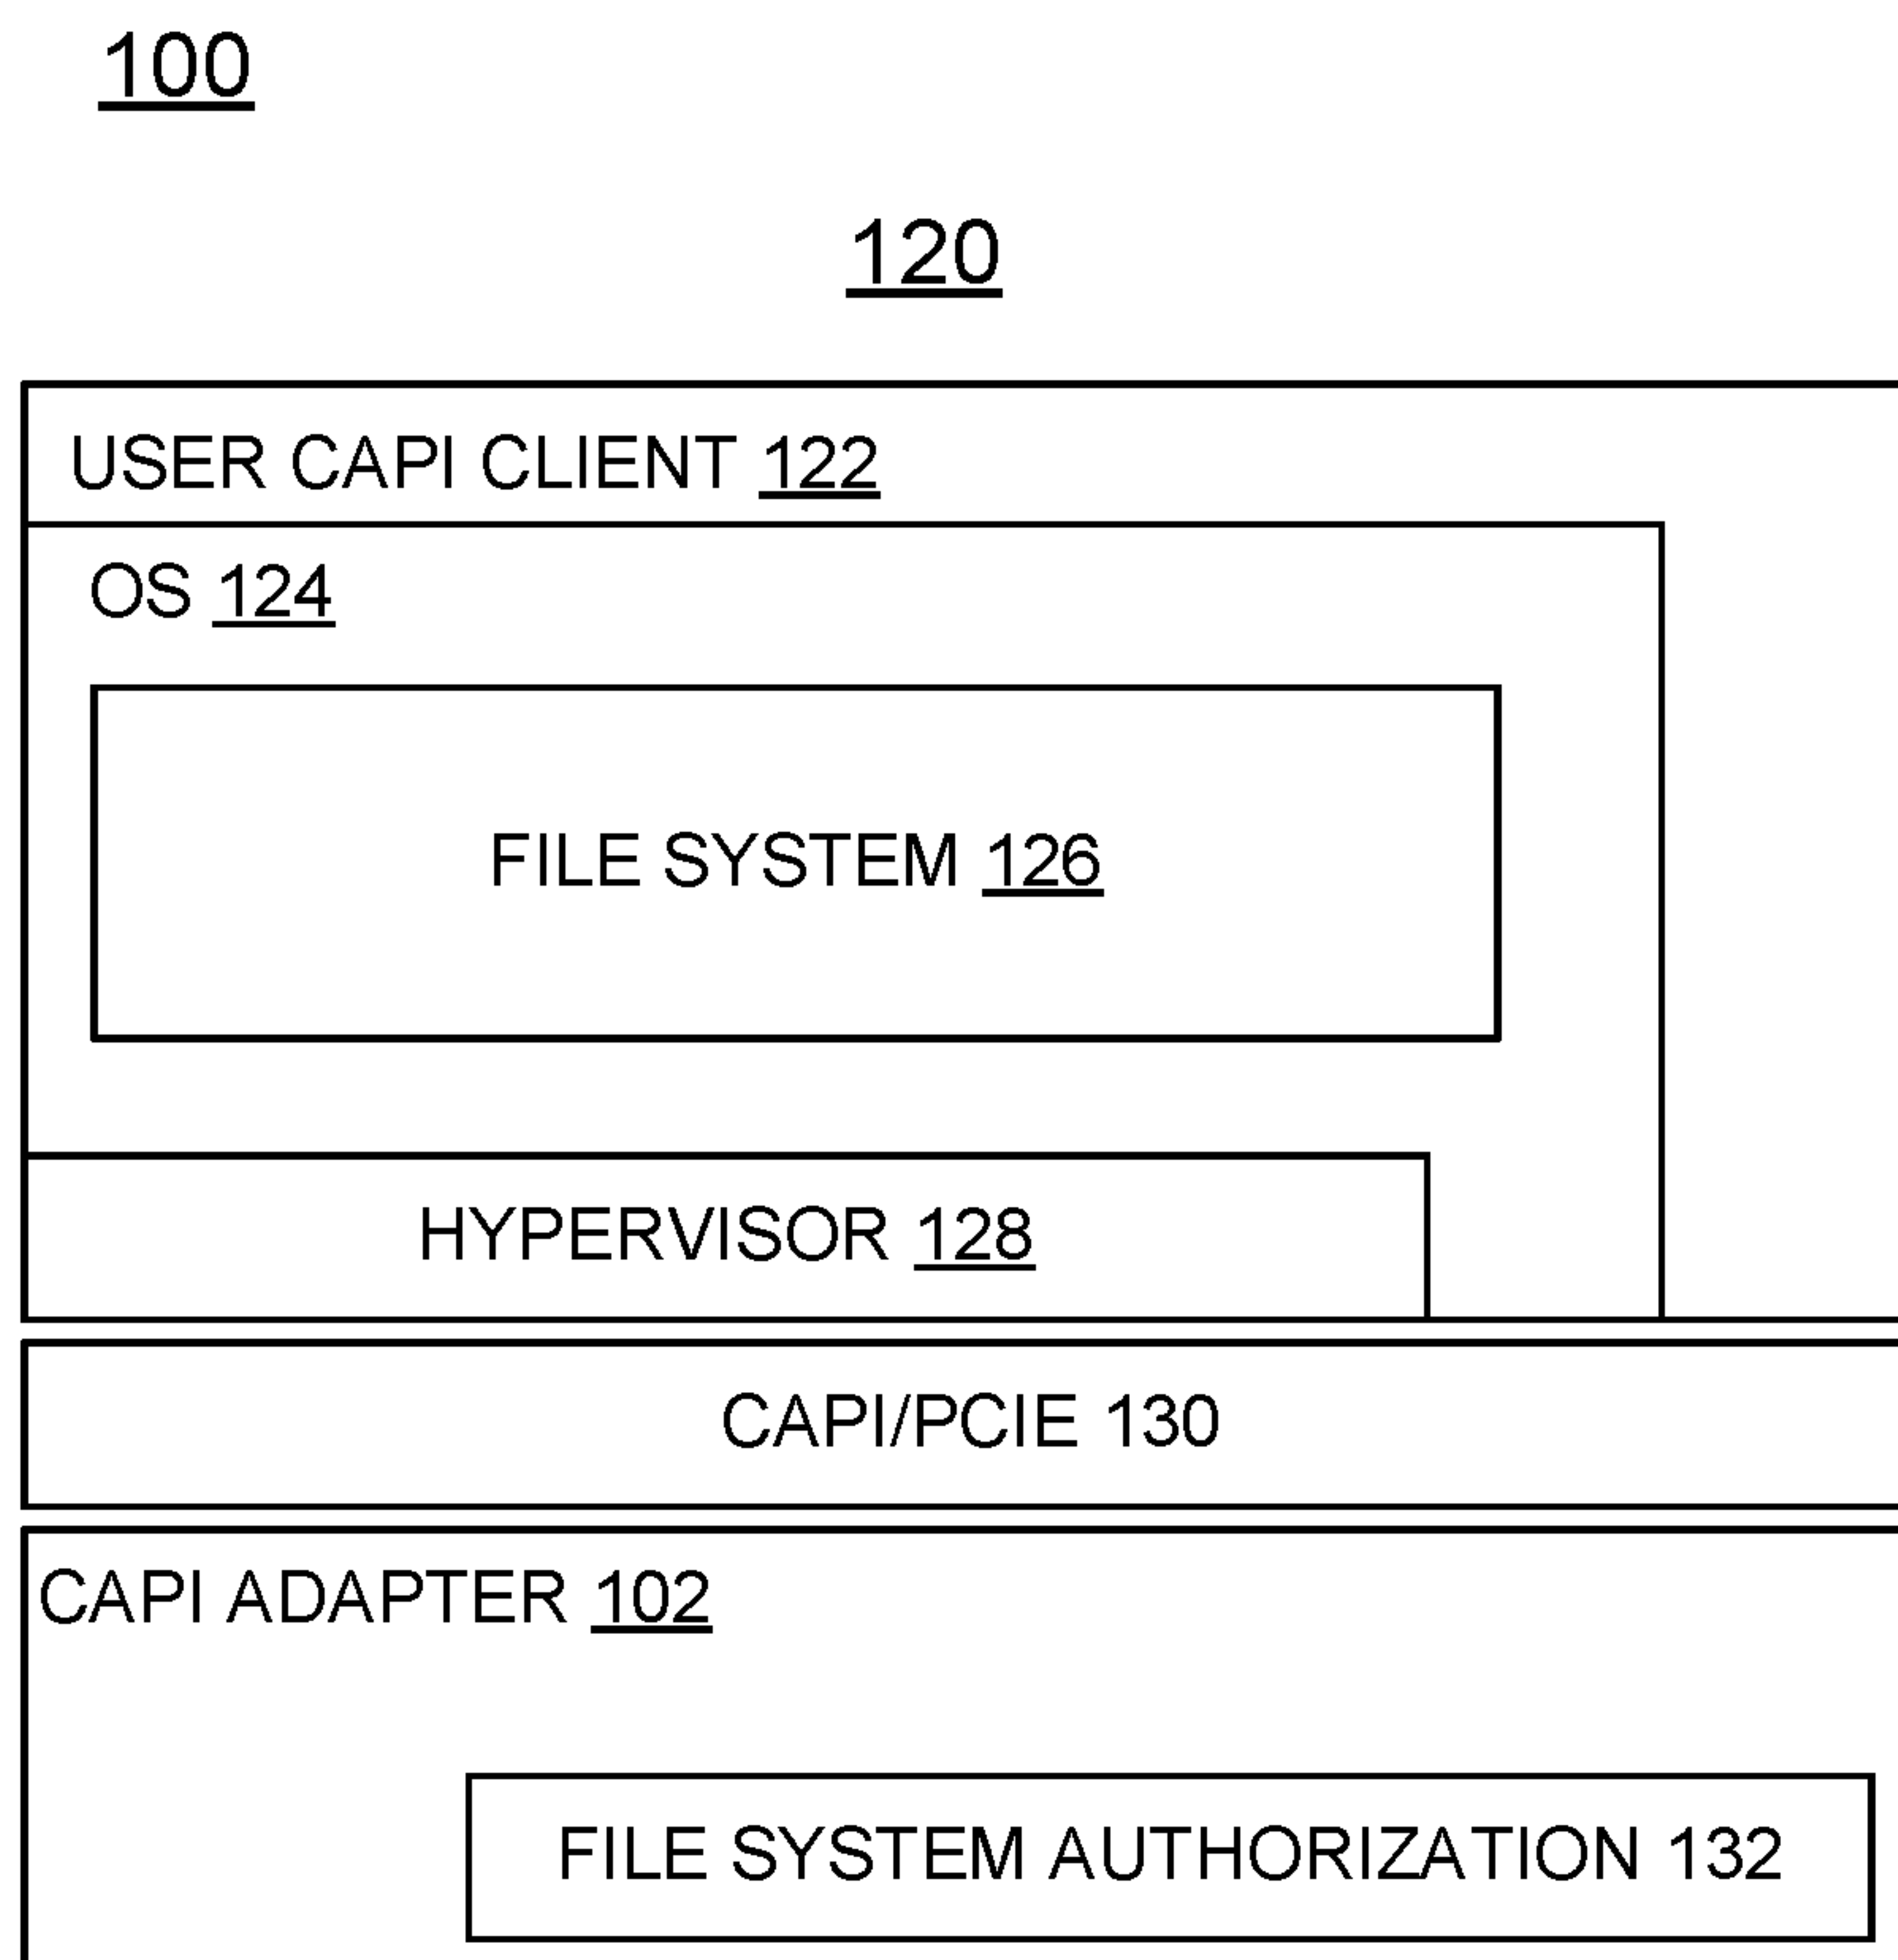 100
120
USER CAPI CLIENT 122
OS 124
FILE SYSTEM 126
HYPERVISOR 128
CAPI/PCIE 130
CAPI ADAPTER 102
FILE SYSTEM AUTHORIZATION 132